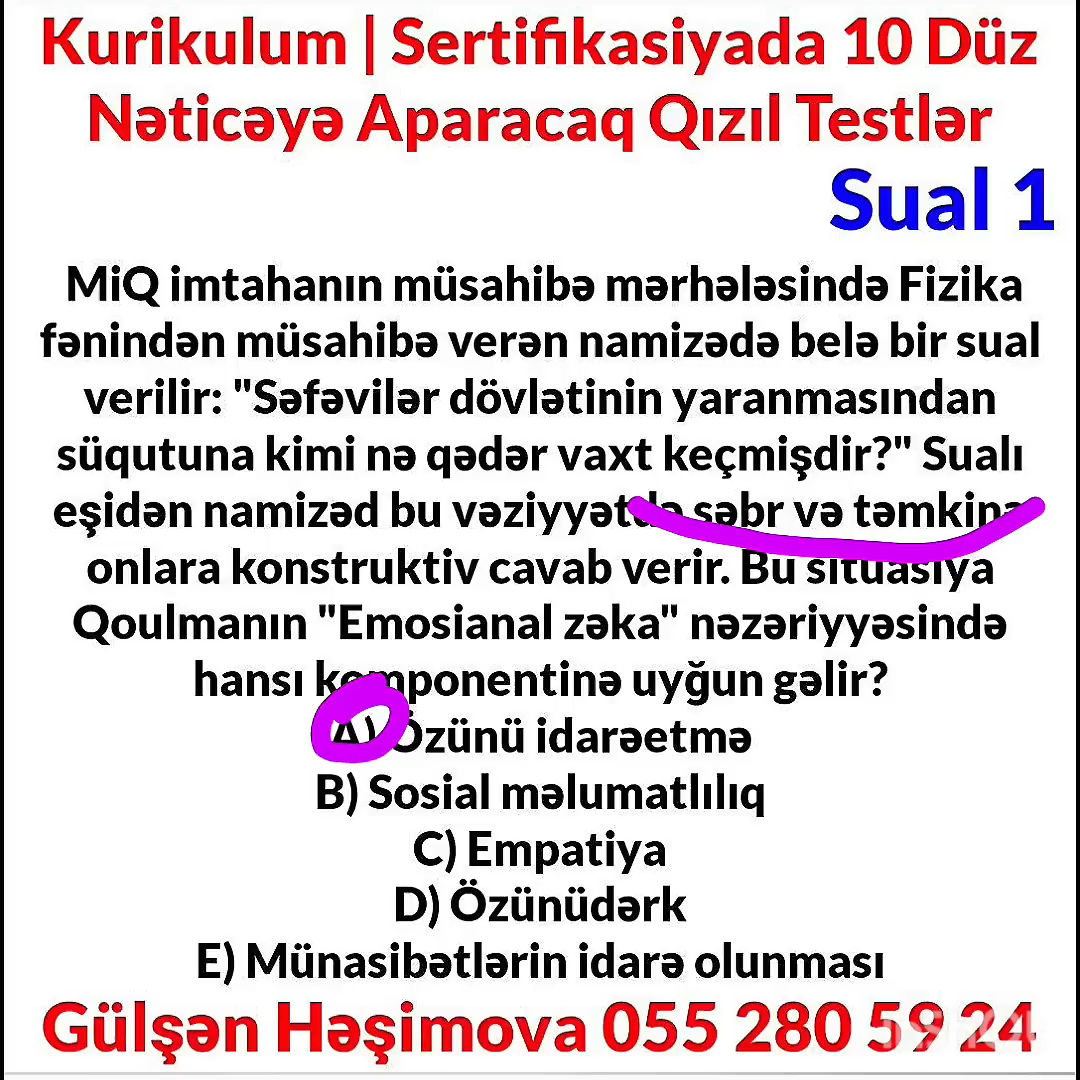 Kurikulum | Sertifikasiyada 10 Düz
Nəticəyə Aparacaq Qızıl Testlər
Sual 1
MiQ imtahanın müsahibə mərhələsində Fizika
fənindən müsahibə verən namizədə belə bir sual
verilir: "Səfəvilər dövlətinin yaranmasından
süqutuna kimi nə qədər vaxt keçmişdir?" Sualı
eşidən namizəd bu vəziyyətdə səbr və təmkinə
onlara konstruktiv cavab verir. Bu situasiya
Qoulmanın "Emosianal zəka" nəzəriyyəsində
hansı komponentinə uyğun gəlir?
A) Özünü idarəetmə
B) Sosial məlumatlılıq
C) Empatiya
D) Özünüdərk
E) Münasibətlərin idarə olunması
Gülşən Həşimova 055 280 59 24